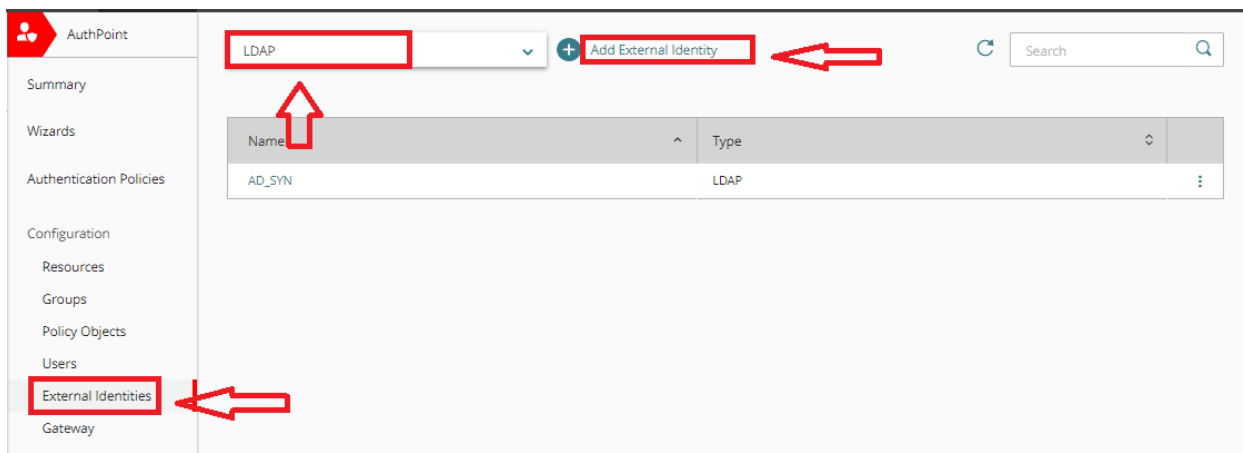 AuthPoint
LDAP
Add External Identity
Search
Summary
Wizards
Authentication Policies
Configuration
Resources
Groups
Policy Objects
Users
External Identities
Gateway
Name
Type
AD_SYN
LDAP